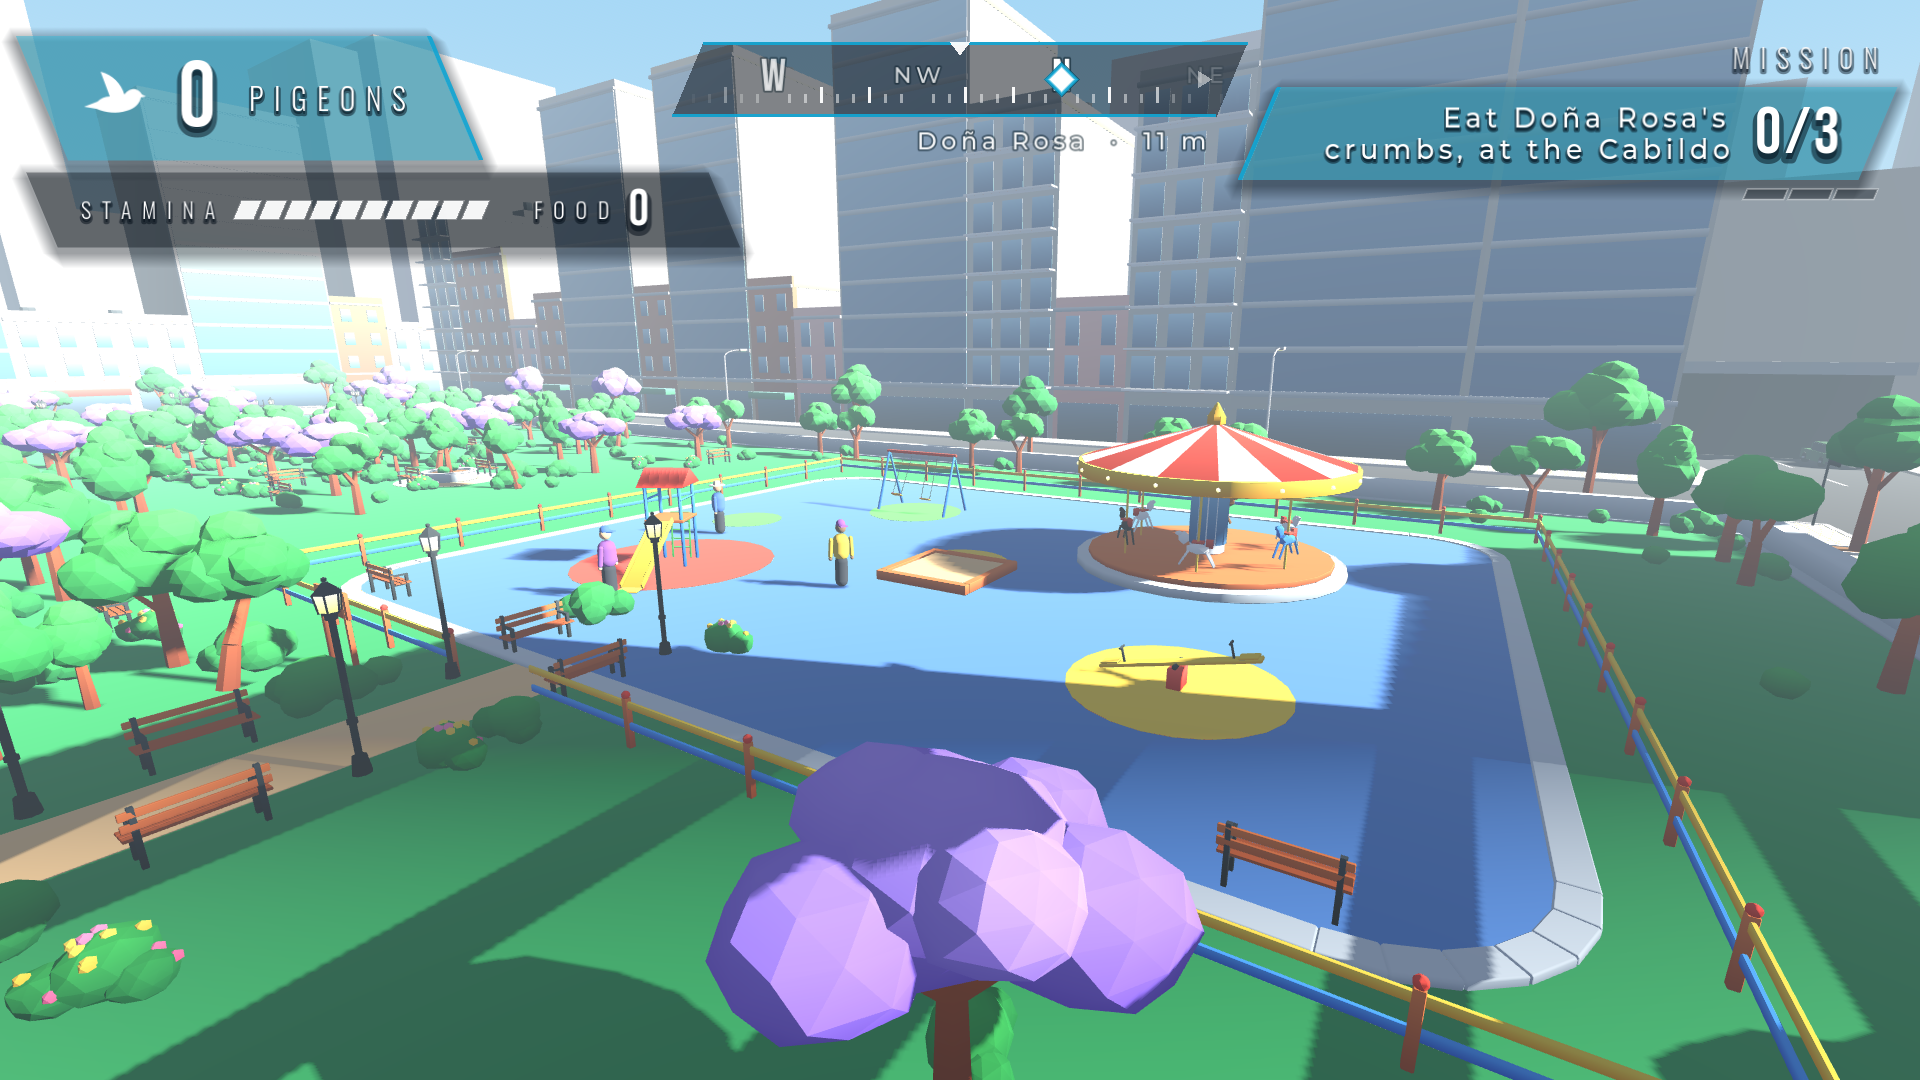 0 PIGEONS
STAMINA FOOD 0
W NW N NE
Doña Rosa · 11 m
MISSION
Eat Doña Rosa's
crumbs, at the Cabildo
0/3